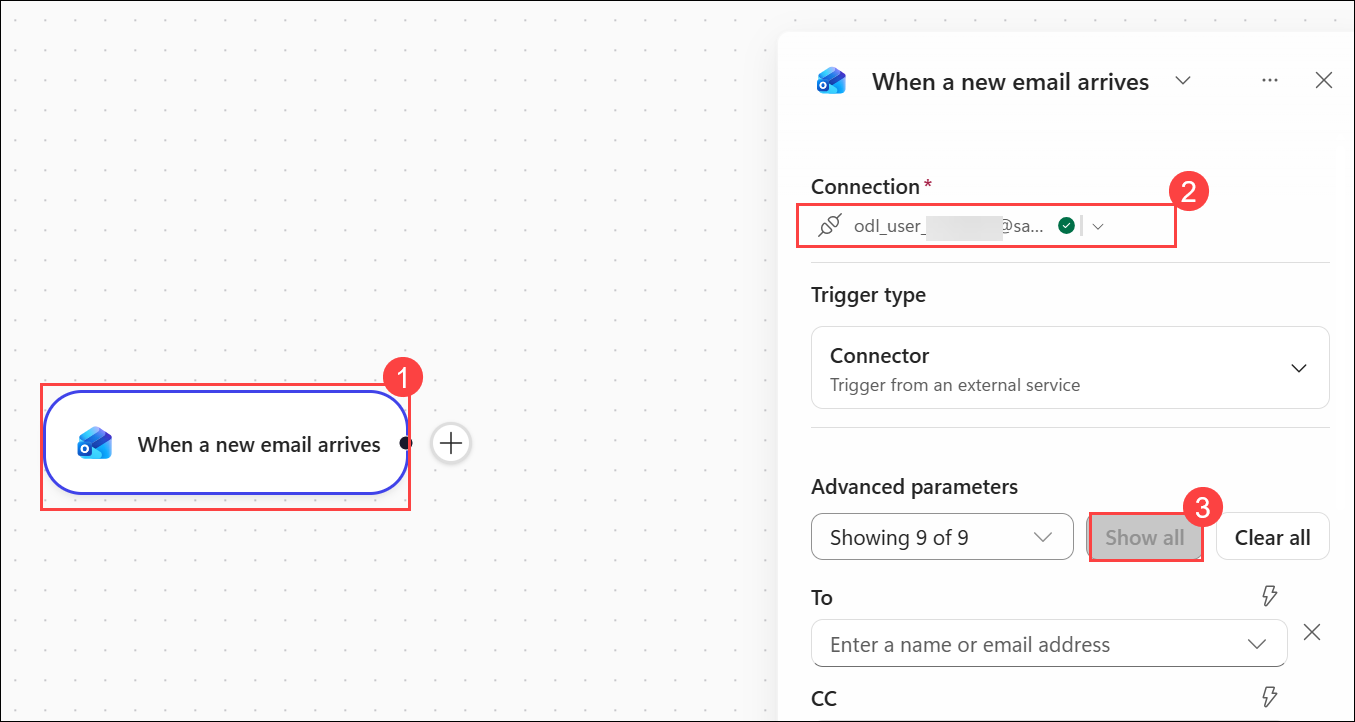 When a new email arrives
Connection *
2
odl_user_ @sa...
Trigger type
Connector
Trigger from an external service
1
When a new email arrives
Advanced parameters
3
Showing 9 of 9
Show all
Clear all
To
Enter a name or email address
CC